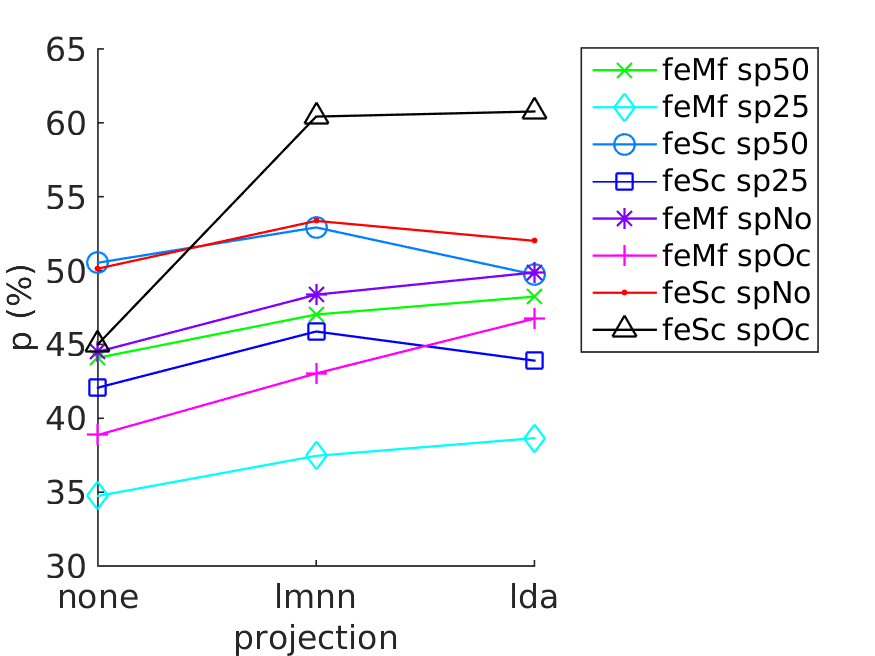 65
60
55
50
45
40
35
30
p (%)
none lmnn lda
projection
feMf sp50
feMf sp25
feSc sp50
feSc sp25
feMf spNo
feMf spOc
feSc spNo
feSc spOc